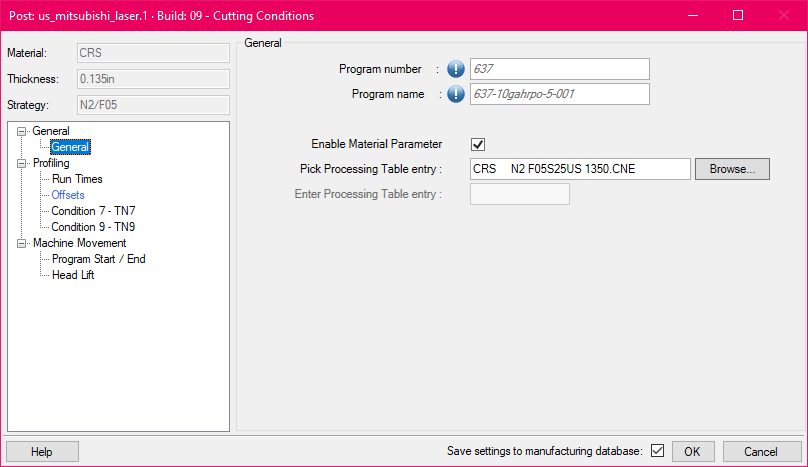 Post: us_mitsubishi_laser.1 · Build: 09 - Cutting Conditions
Material: CRS
Thickness: 0.135in
Strategy: N2/F05
General
General
Profiling
Run Times
Offsets
Condition 7 - TN7
Condition 9 - TN9
Machine Movement
Program Start / End
Head Lift
General
Program number : 637
Program name : 637-10gahrpo-5-001
Enable Material Parameter
Pick Processing Table entry : CRS N2 F05S25US 1350.CNE Browse...
Enter Processing Table entry :
Help
Save settings to manufacturing database: OK Cancel